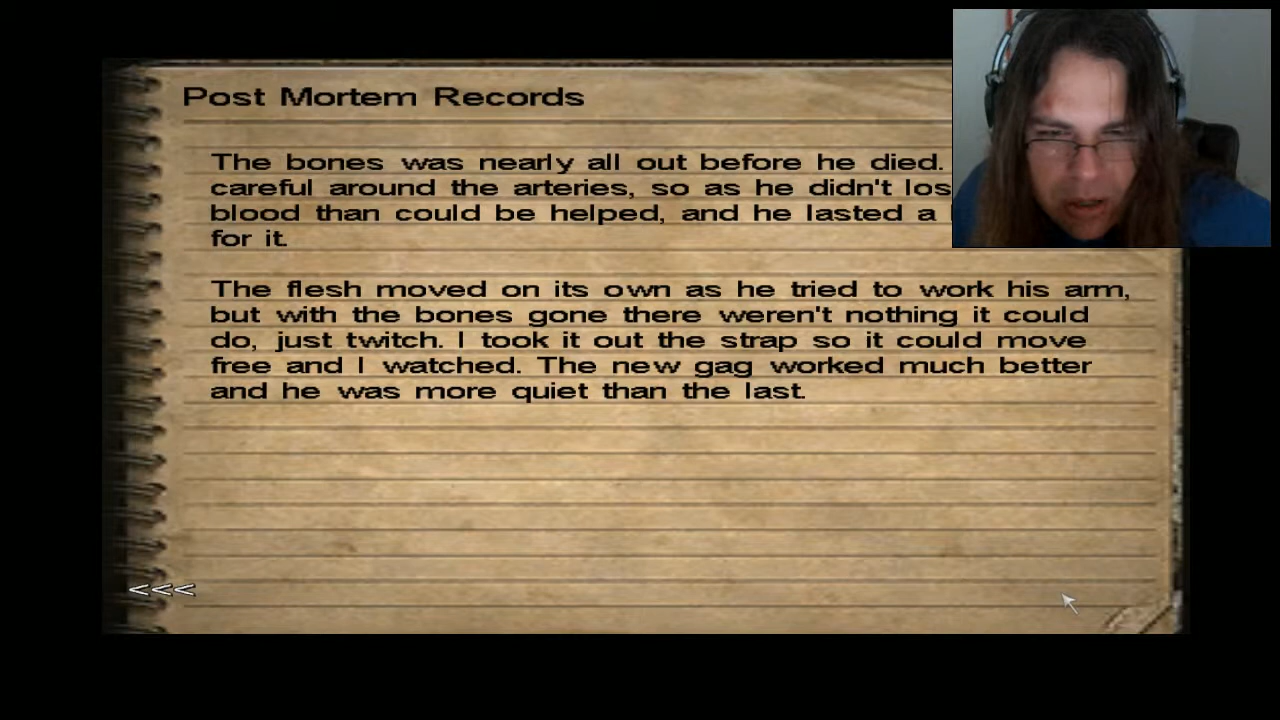 Post Mortem Records
The bones was nearly all out before he died.
careful around the arteries, so as he didn't
blood than could be helped, and he lasted a
for it.
The flesh moved on its own as he tried to work his arm,
but with the bones gone there weren't nothing it could
do, just twitch. I took it out the strap so it could move
free and I watched. The new gag worked much better
and he was more quiet than the last.
<<<